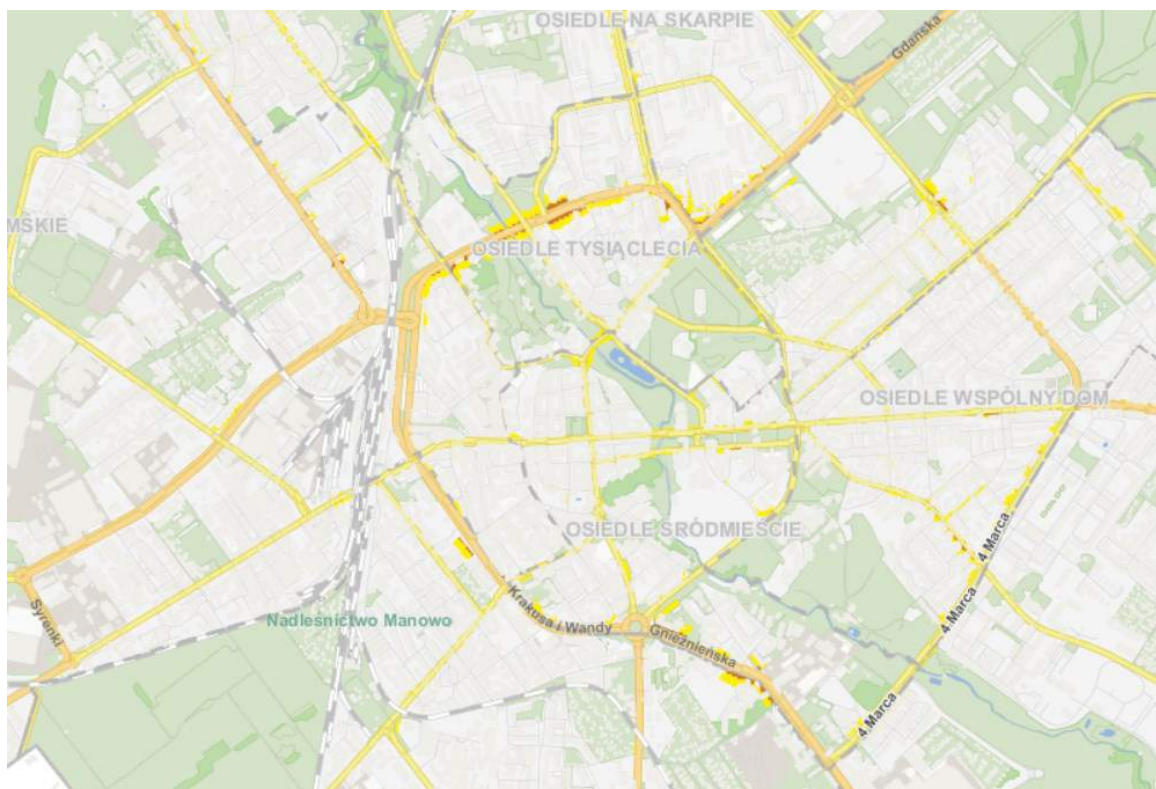 OSIEDLE NA SKARPIE
Gdańska
MSKIE
OSIEDLE TYSIĄCLECIA
OSIEDLE WSPÓLNY DOM
OSIEDLE ŚRÓDMIEŚCIE
4 Marca
Syrenki
Nadleśnictwo Manowo
Krakusa i Wandy
Gnieźnieńska
4 Marca
4 Marca